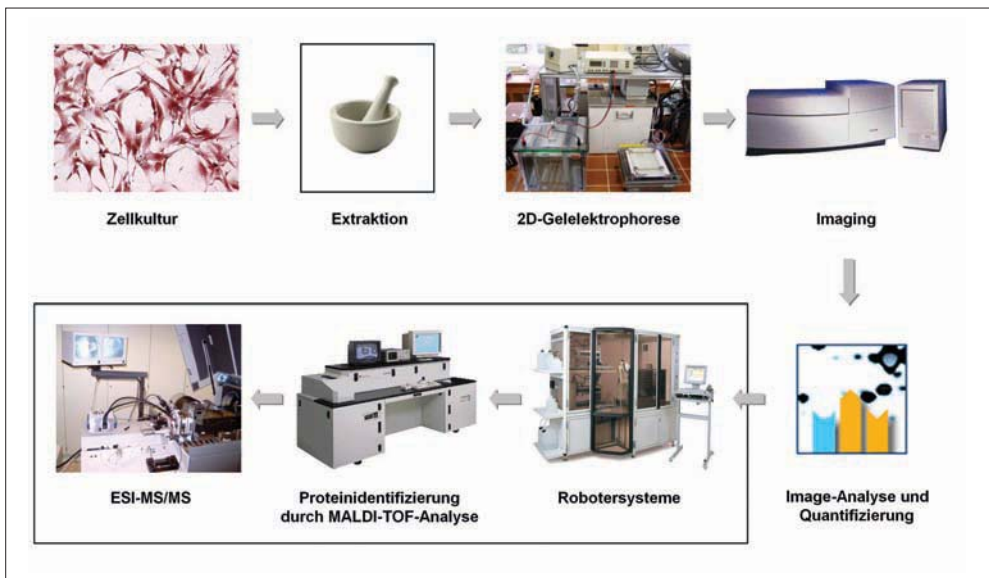 Zellkultur
Extraktion
2D-Gelelektrophorese
Imaging
Image-Analyse und
Quantifizierung
Robotersysteme
Proteinidentifizierung
durch MALDI-TOF-Analyse
ESI-MS/MS